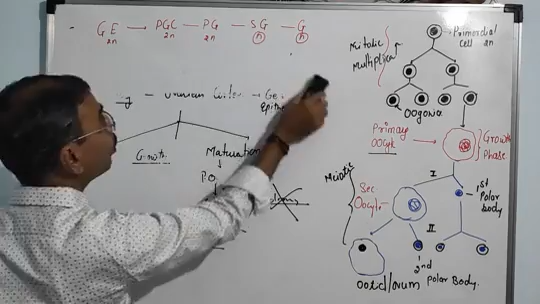 GE → PGC — PG — SG — G
2n 2n 2n n n
Ovarian Cortex → Ge
Epith
Growth
Maturation
PO
Mitotic
Multiplica
Primordial
Cell 2n
Oogonia
Primary
Oocyte
Growth
Phase
Meiotic
I
1st
Polar
Body
Sec.
Oocyte
II
2nd Polar Body.
Ootid/ovum